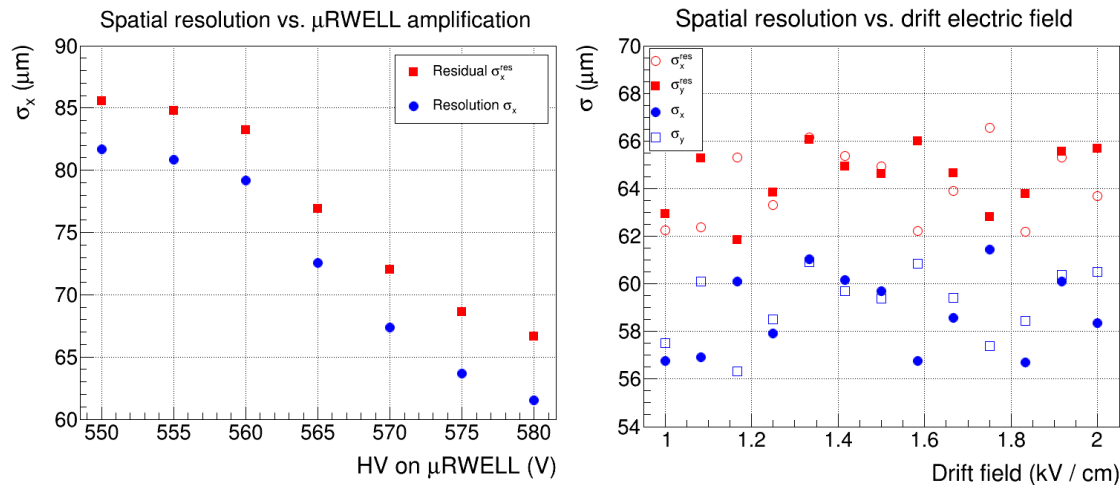 Spatial resolution vs. μRWELL amplification
σx (μm)
90
85
80
75
70
65
60
Residual σx^res
Resolution σx
550 555 560 565 570 575 580
HV on μRWELL (V)
Spatial resolution vs. drift electric field
σ (μm)
70
68
66
64
62
60
58
56
54
σx^res
σy^res
σx
σy
1 1.2 1.4 1.6 1.8 2
Drift field (kV / cm)